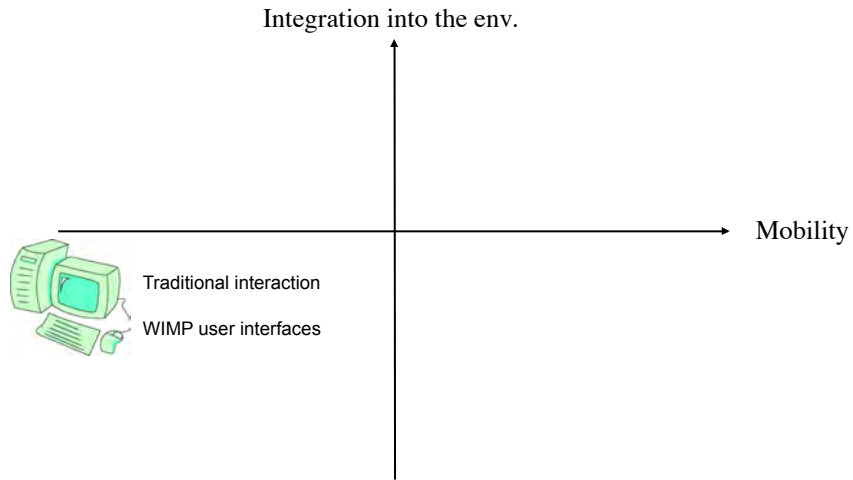 Integration into the env.
Mobility
Traditional interaction
WIMP user interfaces